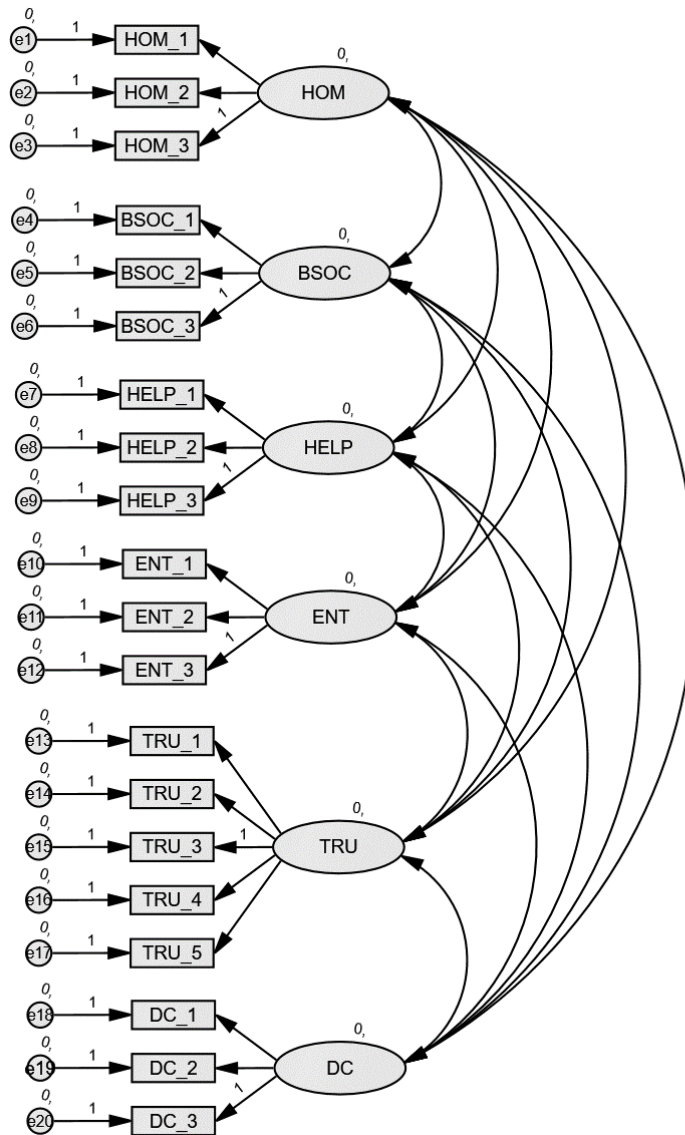 0,
e1 1 HOM_1
0,
0,
e2 1 HOM_2 HOM
0,
e3 1 HOM_3 1
0,
e4 1 BSOC_1
0,
0,
e5 1 BSOC_2 BSOC
0,
e6 1 BSOC_3 1
0,
e7 1 HELP_1
0,
0,
e8 1 HELP_2 HELP
0,
e9 1 HELP_3 1
0,
e10 1 ENT_1
0,
0,
e11 1 ENT_2 ENT
0,
e12 1 ENT_3 1
0,
e13 1 TRU_1
0,
e14 1 TRU_2
0,
0,
e15 1 TRU_3 1 TRU
0,
e16 1 TRU_4
0,
e17 1 TRU_5
0,
e18 1 DC_1
0,
0,
e19 1 DC_2 DC
0,
e20 1 DC_3 1